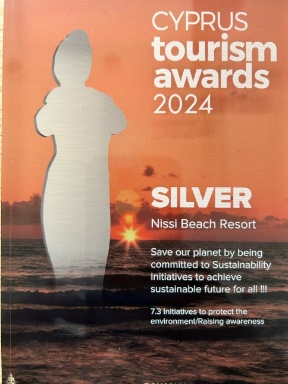 CYPRUS
tourism
awards
2024
SILVER
Nissi Beach Resort
Save our planet by being
committed to Sustainability
Initiatives to achieve
sustainable future for all !!!
7.3 Initiatives to protect the
environment/Raising awareness